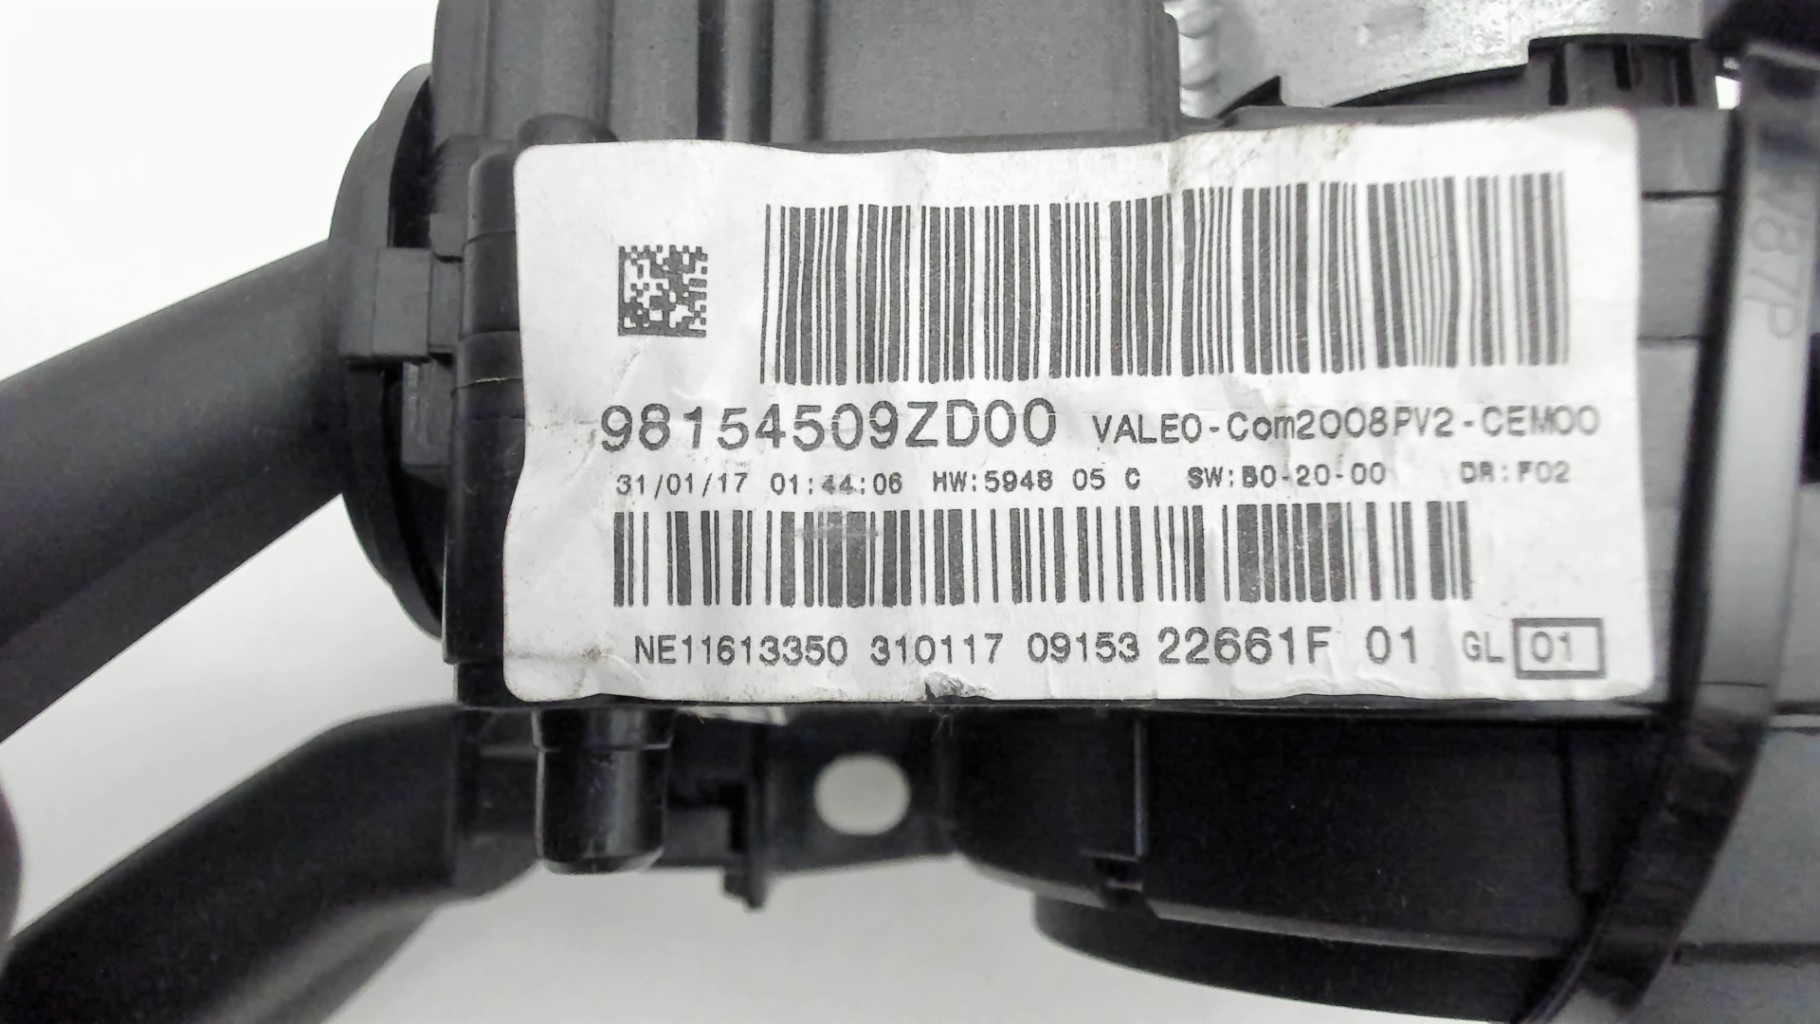 98154509ZD00 VALEO-Com2008PV2-CEM00
31/01/17 01:44:06 HW:5948 05 C SW:B0-20-00 DR:F02
NE11613350 310117 09153 22661F 01 GL 01